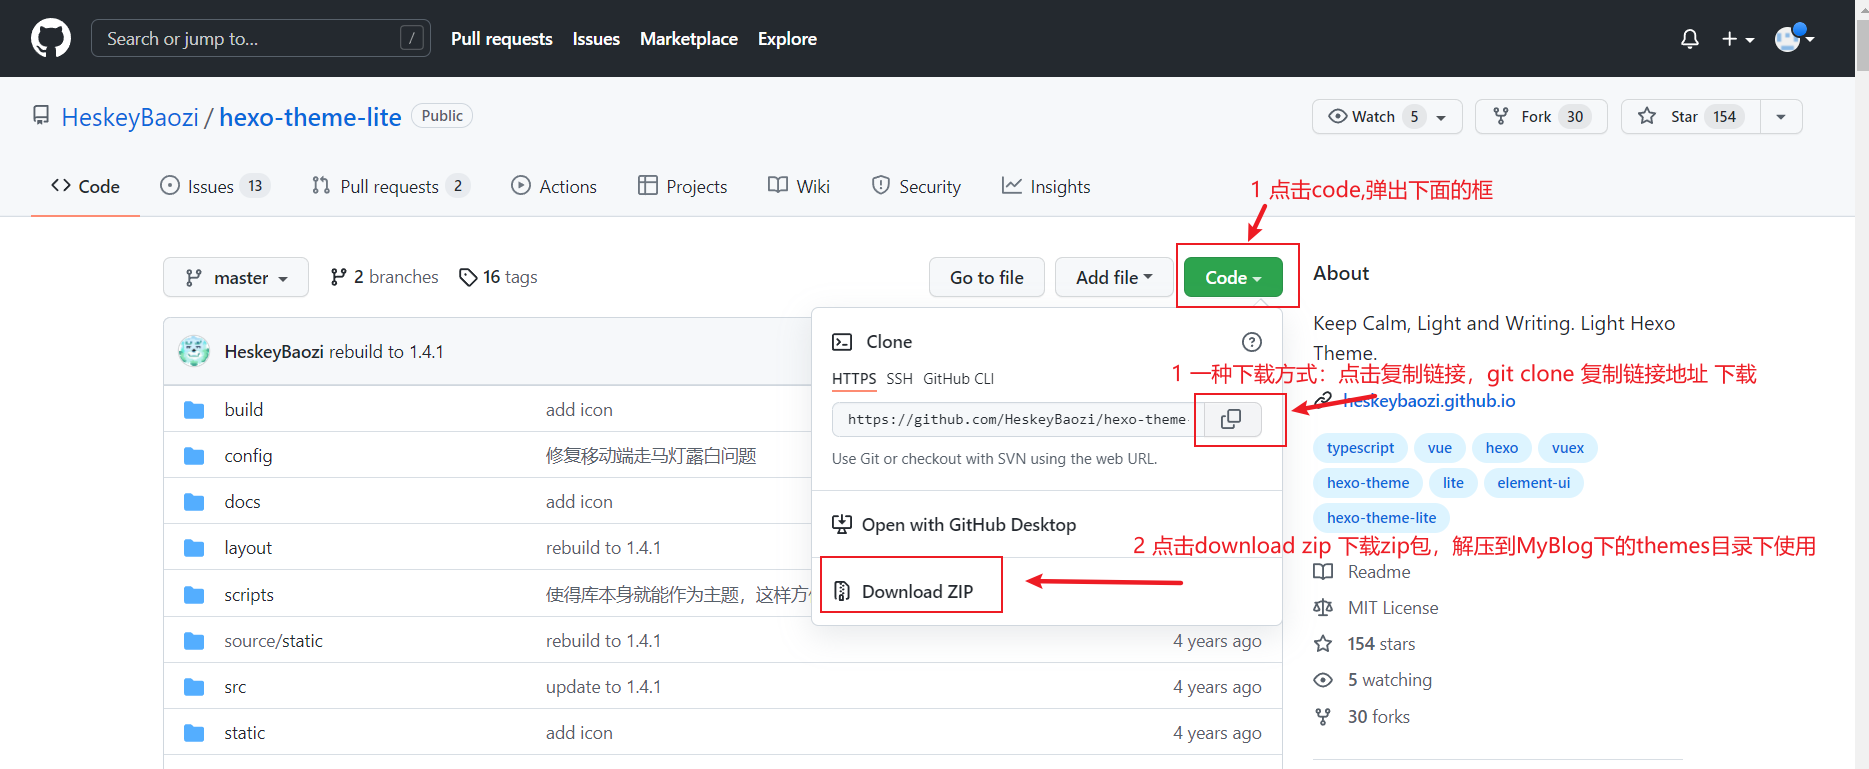 Search or jump to... /
Pull requests Issues Marketplace Explore
HeskeyBaozi / hexo-theme-lite Public
Watch 5 Fork 30 Star 154
Code Issues 13 Pull requests 2 Actions Projects Wiki Security Insights
1 点击code,弹出下面的框
master 2 branches 16 tags
Go to file Add file Code
About
Keep Calm, Light and Writing. Light Hexo
Theme.
HeskeyBaozi rebuild to 1.4.1
Clone
HTTPS SSH GitHub CLI
1 一种下载方式：点击复制链接，git clone 复制链接地址 下载
https://github.com/HeskeyBaozi/hexo-theme-
heskeybaozi.github.io
Use Git or checkout with SVN using the web URL.
build add icon
config 修复移动端走马灯露白问题
docs add icon
layout rebuild to 1.4.1
scripts 使得库本身就能作为主题，这样方
source/static rebuild to 1.4.1 4 years ago
src update to 1.4.1 4 years ago
static add icon 4 years ago
Open with GitHub Desktop
2 点击download zip 下载zip包，解压到MyBlog下的themes目录下使用
Download ZIP
typescript vue hexo vuex
hexo-theme lite element-ui
hexo-theme-lite
Readme
MIT License
154 stars
5 watching
30 forks